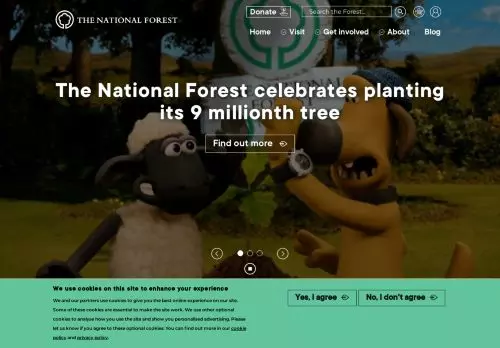 THE NATIONAL FOREST
Donate
Search the Forest...
Home
Visit
Get involved
About
Blog
The National Forest celebrates planting
its 9 millionth tree
Find out more
We use cookies on this site to enhance your experience
We and our partners use cookies to give you the best online experience on our site.
Some of these cookies are essential to make the site work. We use other optional
cookies to analyse how you use the site and show you personalised advertising. Please
let us know if you agree to these optional cookies. You can find out more in our cookie
policy and privacy policy.
Yes, I agree
No, I don't agree